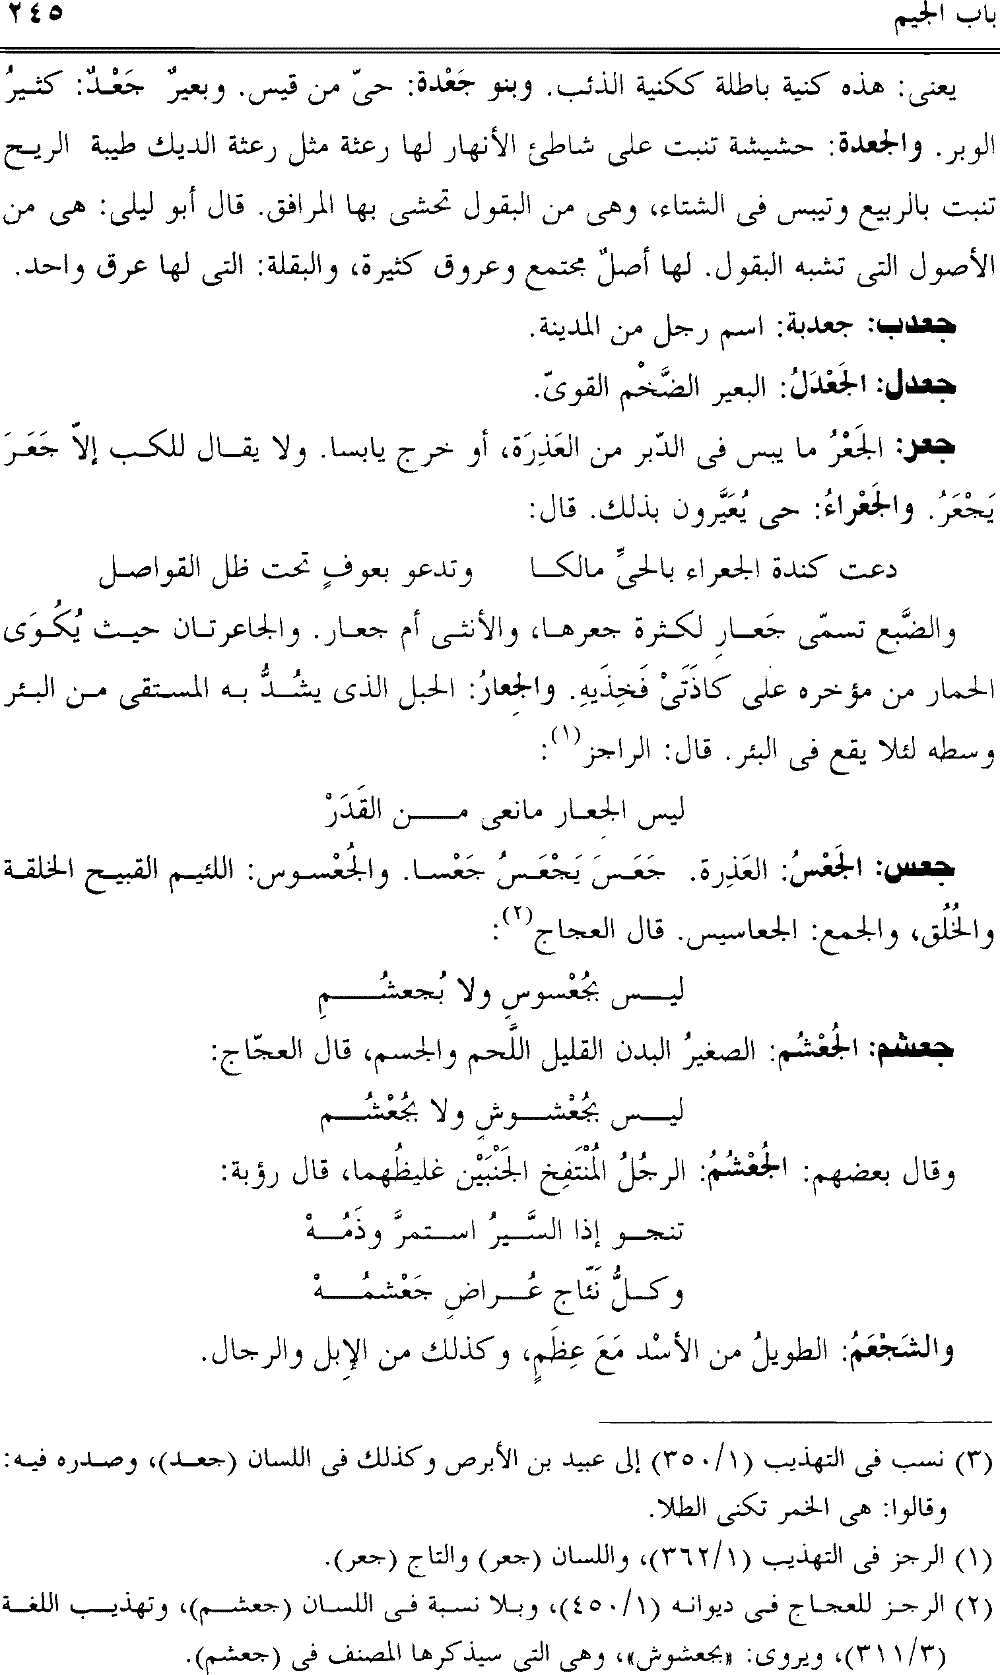 باب الجيم ٢٤٥
يعنى: هذه كنية باطلة ككنية الذئب. وبنو جَعْدة: حىّ من قيس. وبعيرٌ جَعْدٌ: كثيرُ
الوبر. والجعدة: حشيشة تنبت على شاطئ الأنهار لها رعثة مثل رعثة الديك طيبة الريح
تنبت بالربيع وتيبس فى الشتاء، وهى من البقول تحشى بها المرافق. قال أبو ليلى: هى من
الأصول التى تشبه البقول. لها أصلٌ مجتمع وعروق كثيرة، والبقلة: التى لها عرق واحد.
جعدب: جعدبة: اسم رجل من المدينة.
جعدل: الجَعْدَلُ: البعير الضَّخْم القوىّ.
جعر: الجَعْرُ ما يبس فى الدّبر من العَذِرَة، أو خرج يابسا. ولا يقال للكب إلاّ جَعَرَ
يَجْعَرُ. والجَعْراءُ: حى يُعَيَّرون بذلك. قال:
دعت كندة الجعراء بالحىِّ مالكا وتدعو بعوفٍ تحت ظل القواصل
والضَّبع تسمّى جَعارِ لكثرة جعرها، والأنثى أم جعار. والجاعرتان حيث يُكْوَى
الحمار من مؤخره على كاذَتَىْ فَخِذَيهِ. والجِعارُ: الحبل الذى يشُدُّ به المستقى من البئر
وسطه لئلا يقع فى البئر. قال: الراجز(١):
ليس الجِعار مانعى من القَدَرْ
جعس: الجَعْسُ: العَذِرة. جَعَسَ يَجْعَسُ جَعْسا. والجُعْسوس: اللئيم القبيح الخلقة
والخُلُق، والجمع: الجعاسيس. قال العجاج(٢):
ليس بجُعْسوسٍ ولا بُجعشُمِ
جعشم: الجُعْشُم: الصغيرُ البدن القليل اللَّحم والجسم، قال العجّاج:
ليس بجُعْشوشٍ ولا بجُعْشُم
وقال بعضهم: الجُعْشُمُ: الرجُلُ المُنْتَفِخ الجَنْبَيْن غليظُهما، قال رؤبة:
تنجو إذا السَّيرُ استمرَّ وذَمُهْ
وكلُّ نَئّاج عُراضِ جَعْشمُهْ
والشَجْعَمُ: الطويلُ من الأسْد مَعَ عِظَمٍ، وكذلك من الإبل والرجال.
(٣) نسب فى التهذيب (٣٥٠/١) إلى عبيد بن الأبرص وكذلك فى اللسان (جعد)، وصدره فيه:
وقالوا: هى الخمر تكنى الطلا.
(١) الرجز فى التهذيب (٣٦٢/١)، واللسان (جعر) والتاج (جعر).
(٢) الرجز للعجاج فى ديوانه (٤٥٠/١)، وبلا نسبة فى اللسان (جعشم)، وتهذيب اللغة
(٣١١/٣)، ويروى: «بجعشوش»، وهى التى سيذكرها المصنف فى (جعشم).